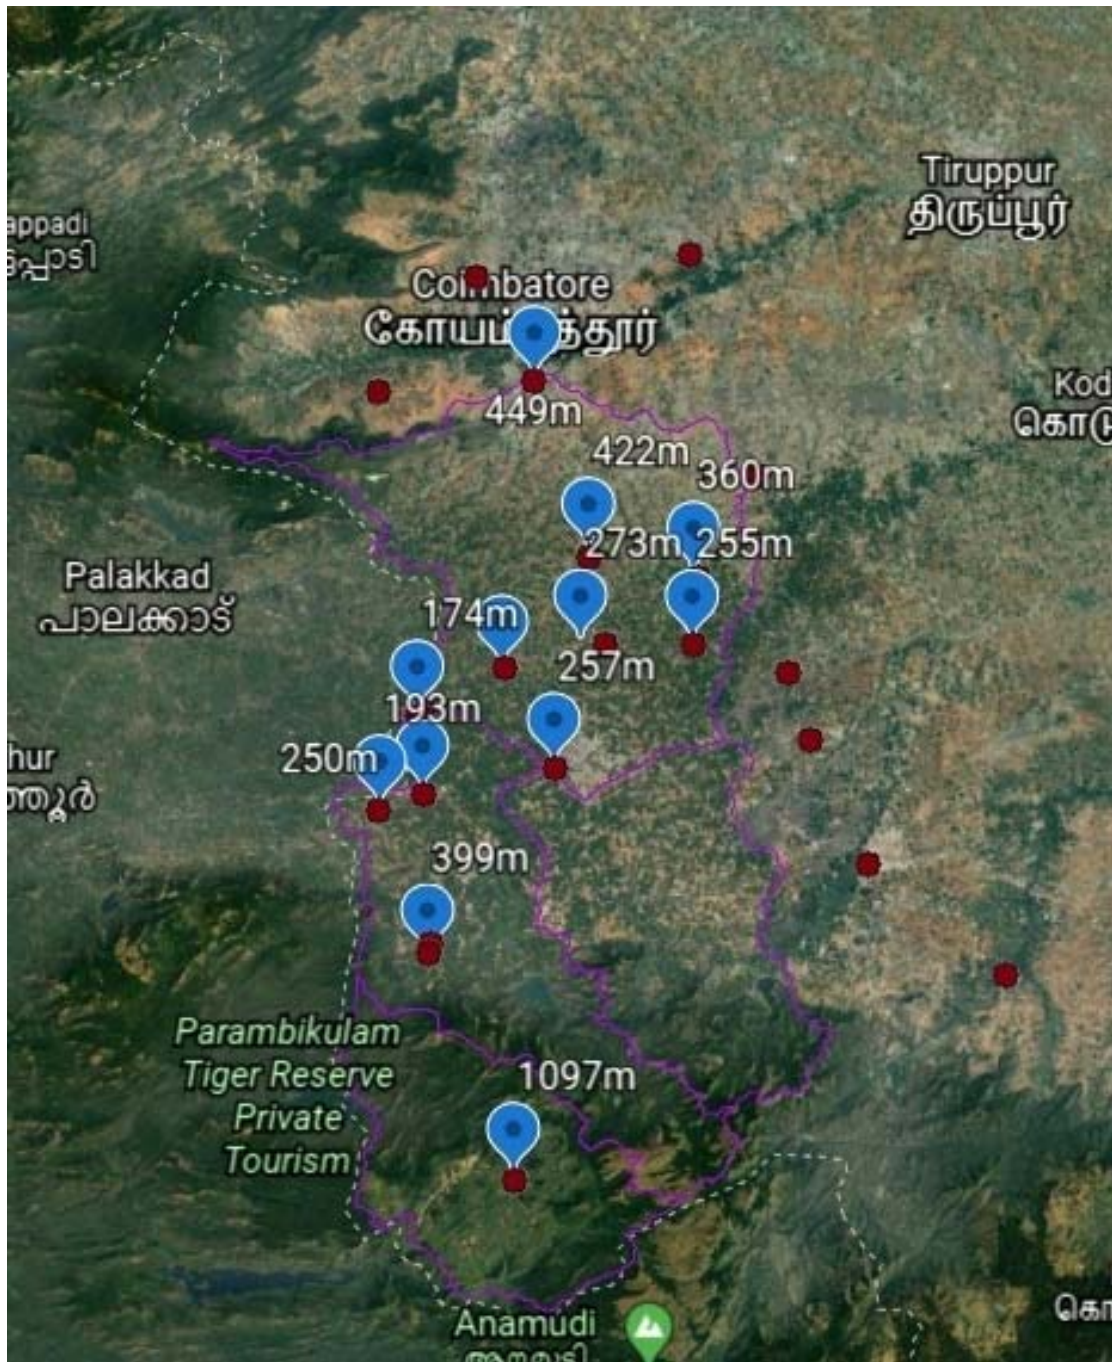 Tiruppur
திருப்பூர்
appadi
Coimbatore
449m
422m
360m
273m
255m
Palakkad
പാലക്കാട്
174m
257m
193m
250m
399m
Parambikulam
Tiger Reserve
Private
Tourism
1097m
Anamudi